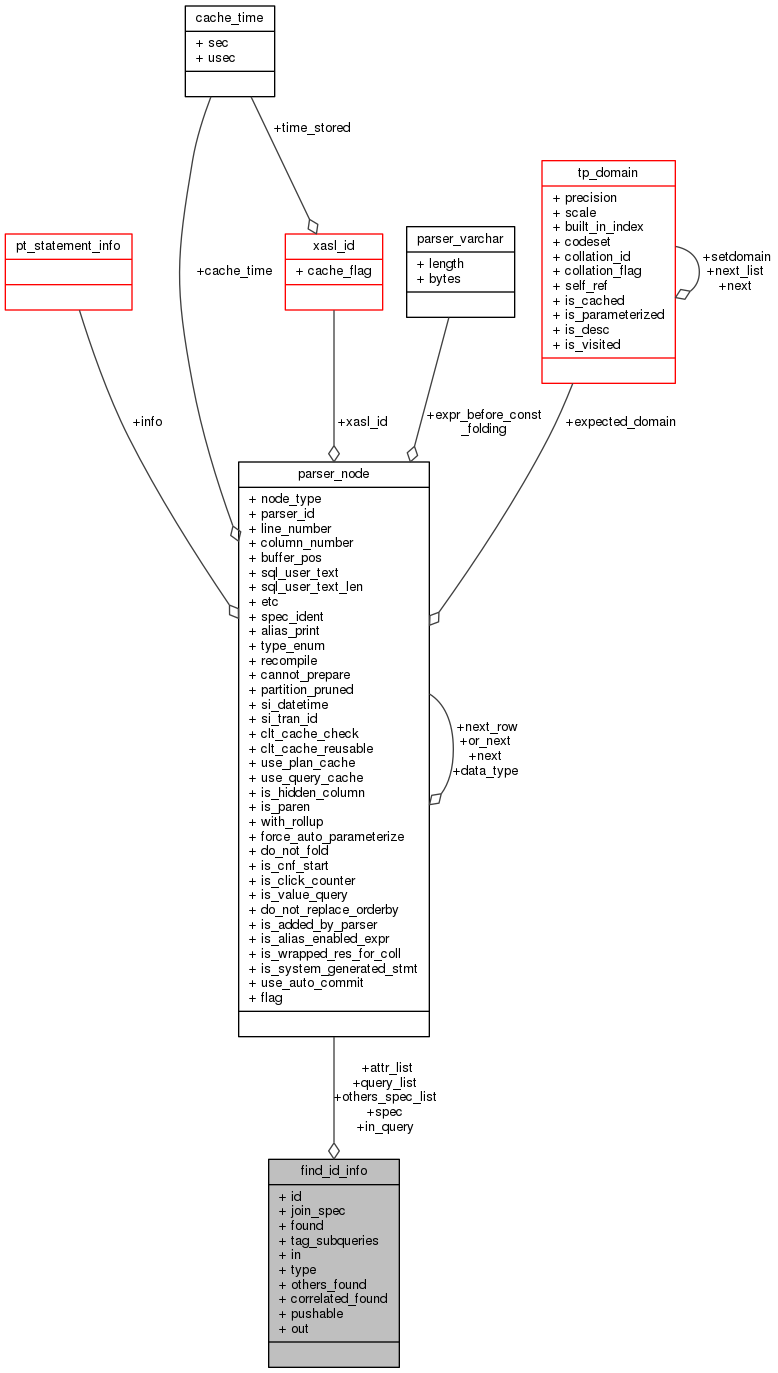 cache_time
+ sec
+ usec
+time_stored
tp_domain
+ precision
+ scale
+ built_in_index
+ codeset
+ collation_id
+ collation_flag
+ self_ref
+ is_cached
+ is_parameterized
+ is_desc
+ is_visited
+setdomain
+next_list
+next
pt_statement_info
xasl_id
+ cache_flag
parser_varchar
+ length
+ bytes
+cache_time
+info
+xasl_id
+expr_before_const
_folding
+expected_domain
parser_node
+ node_type
+ parser_id
+ line_number
+ column_number
+ buffer_pos
+ sql_user_text
+ sql_user_text_len
+ etc
+ spec_ident
+ alias_print
+ type_enum
+ recompile
+ cannot_prepare
+ partition_pruned
+ si_datetime
+ si_tran_id
+ clt_cache_check
+ clt_cache_reusable
+ use_plan_cache
+ use_query_cache
+ is_hidden_column
+ is_paren
+ with_rollup
+ force_auto_parameterize
+ do_not_fold
+ is_cnf_start
+ is_click_counter
+ is_value_query
+ do_not_replace_orderby
+ is_added_by_parser
+ is_alias_enabled_expr
+ is_wrapped_res_for_coll
+ is_system_generated_stmt
+ use_auto_commit
+ flag
+next_row
+or_next
+next
+data_type
+attr_list
+query_list
+others_spec_list
+spec
+in_query
find_id_info
+ id
+ join_spec
+ found
+ tag_subqueries
+ in
+ type
+ others_found
+ correlated_found
+ pushable
+ out